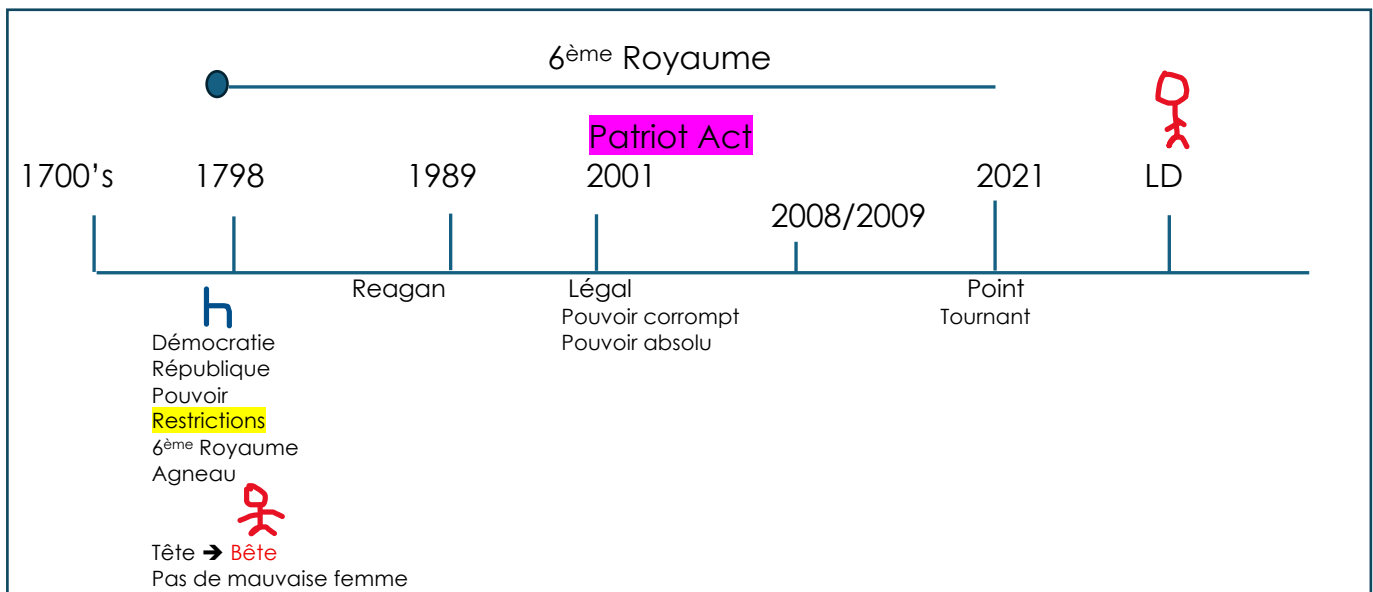 6ème Royaume
Patriot Act
1700's 1798 1989 2001 2021 LD
2008/2009
Reagan Légal Point
Pouvoir corrompt Tournant
Pouvoir absolu
Démocratie
République
Pouvoir
Restrictions
6ème Royaume
Agneau
Tête ➔ Bête
Pas de mauvaise femme